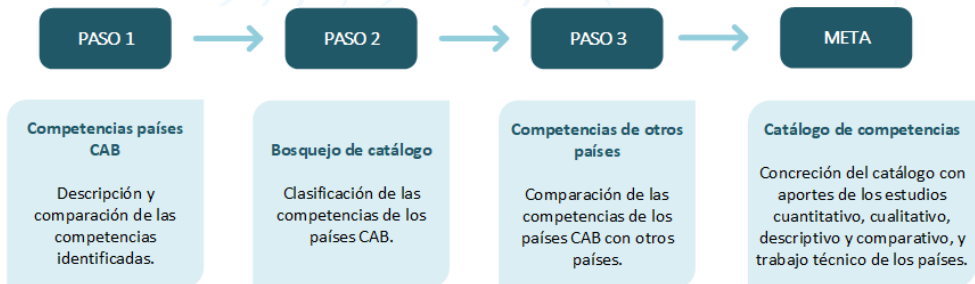 PASO 1
PASO 2
PASO 3
META
Competencias países
CAB
Descripción y
comparación de las
competencias
identificadas.
Bosquejo de catálogo
Clasificación de las
competencias de los
países CAB.
Competencias de otros
países
Comparación de las
competencias de los
países CAB con otros
países.
Catálogo de competencias
Concreción del catálogo con
aportes de los estudios
cuantitativo, cualitativo,
descriptivo y comparativo, y
trabajo técnico de los países.